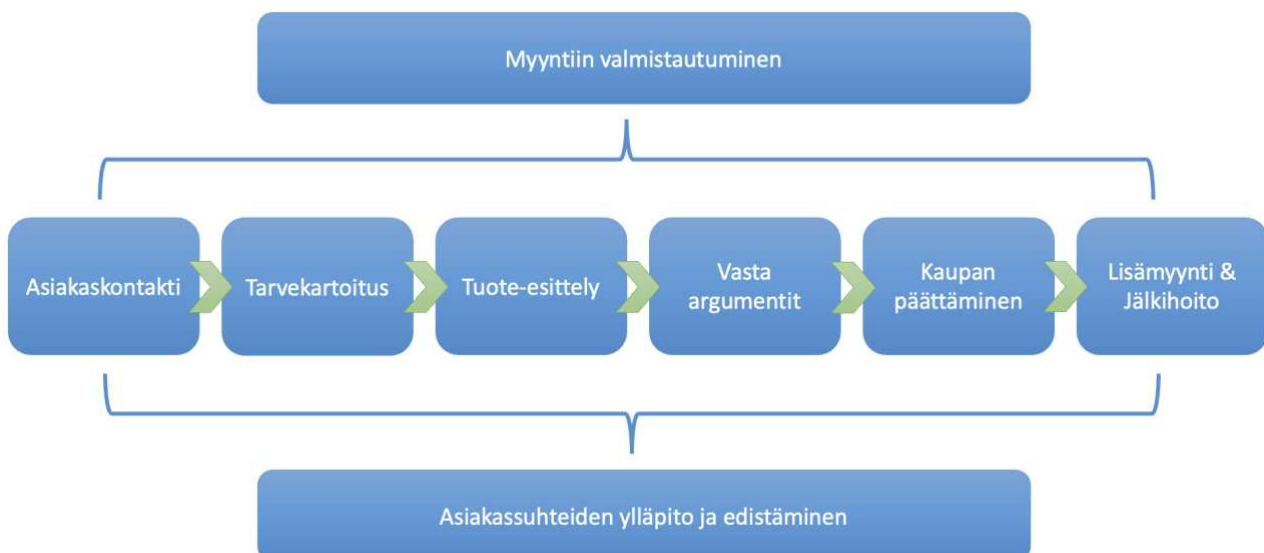 Myyntiin valmistautuminen
Asiakaskontakti
Tarvekartoitus
Tuote-esittely
Vasta
argumentit
Kaupan
päättäminen
Lisämyynti &
Jälkihoito
Asiakassuhteiden ylläpito ja edistäminen